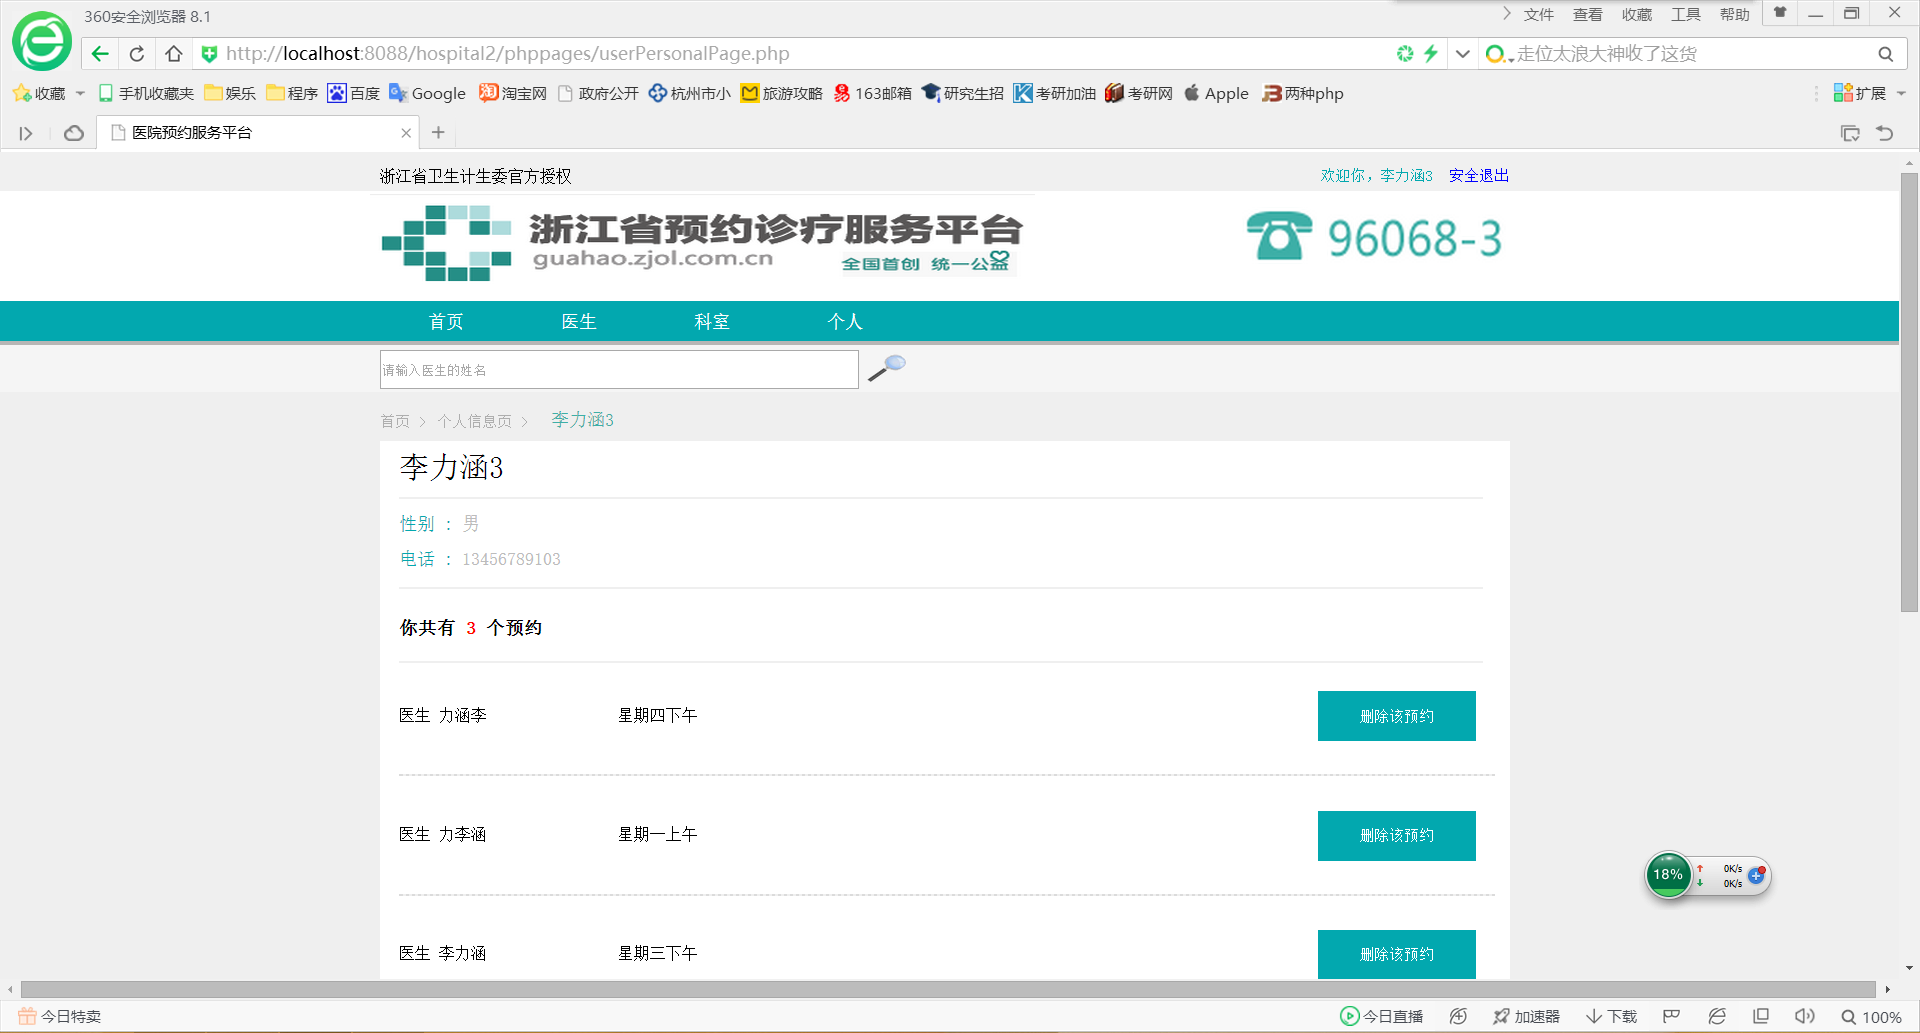 360安全浏览器 8.1
文件 查看 收藏 工具 帮助
http://localhost:8088/hospital2/phppages/userPersonalPage.php
走位太浪大神收了这货
收藏 手机收藏夹 娱乐 程序 百度 Google 淘宝网 政府公开 杭州市小 旅游攻略 163邮箱 研究生招 考研加油 考研网 Apple 两种php 扩展
医院预约服务平台
浙江省卫生计生委官方授权
欢迎你，李力涵3 安全退出
浙江省预约诊疗服务平台
guahao.zjol.com.cn 全国首创 统一公益
96068-3
首页 医生 科室 个人
请输入医生的姓名
首页 > 个人信息页 > 李力涵3
李力涵3
性别 ： 男
电话 ： 13456789103
你共有 3 个预约
医生 力涵李 星期四下午 删除该预约
医生 力李涵 星期一上午 删除该预约
医生 李力涵 星期三下午 删除该预约
18% 0K/s
0K/s
今日特卖 今日直播 加速器 下载 100%